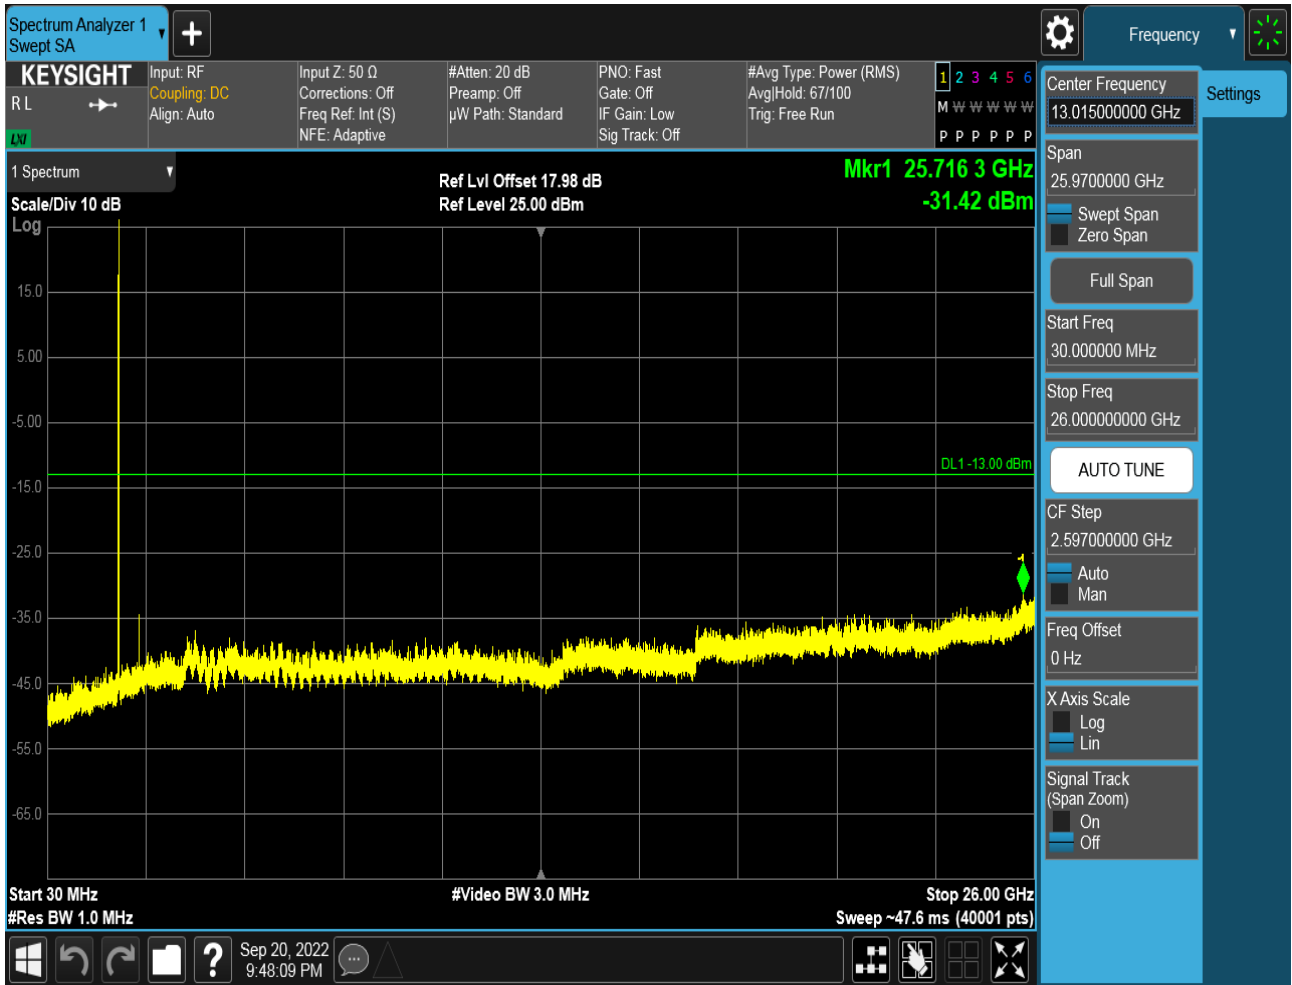 Spectrum Analyzer 1
Swept SA
Frequency
KEYSIGHT
R L
LXI
Input: RF
Coupling: DC
Align: Auto
Input Z: 50 Ω
Corrections: Off
Freq Ref: Int (S)
NFE: Adaptive
#Atten: 20 dB
Preamp: Off
µW Path: Standard
PNO: Fast
Gate: Off
IF Gain: Low
Sig Track: Off
#Avg Type: Power (RMS)
Avg|Hold: 67/100
Trig: Free Run
1 2 3 4 5 6
M W W W W W
P P P P P P
1 Spectrum
Scale/Div 10 dB
Log
Ref Lvl Offset 17.98 dB
Ref Level 25.00 dBm
Mkr1 25.716 3 GHz
-31.42 dBm
15.0
5.00
-5.00
DL1 -13.00 dBm
-15.0
-25.0
1
-35.0
-45.0
-55.0
-65.0
Start 30 MHz
#Video BW 3.0 MHz
Stop 26.00 GHz
#Res BW 1.0 MHz
Sweep ~47.6 ms (40001 pts)
Sep 20, 2022
9:48:09 PM
Center Frequency
13.015000000 GHz
Settings
Span
25.9700000 GHz
Swept Span
Zero Span
Full Span
Start Freq
30.000000 MHz
Stop Freq
26.000000000 GHz
AUTO TUNE
CF Step
2.597000000 GHz
Auto
Man
Freq Offset
0 Hz
X Axis Scale
Log
Lin
Signal Track
(Span Zoom)
On
Off